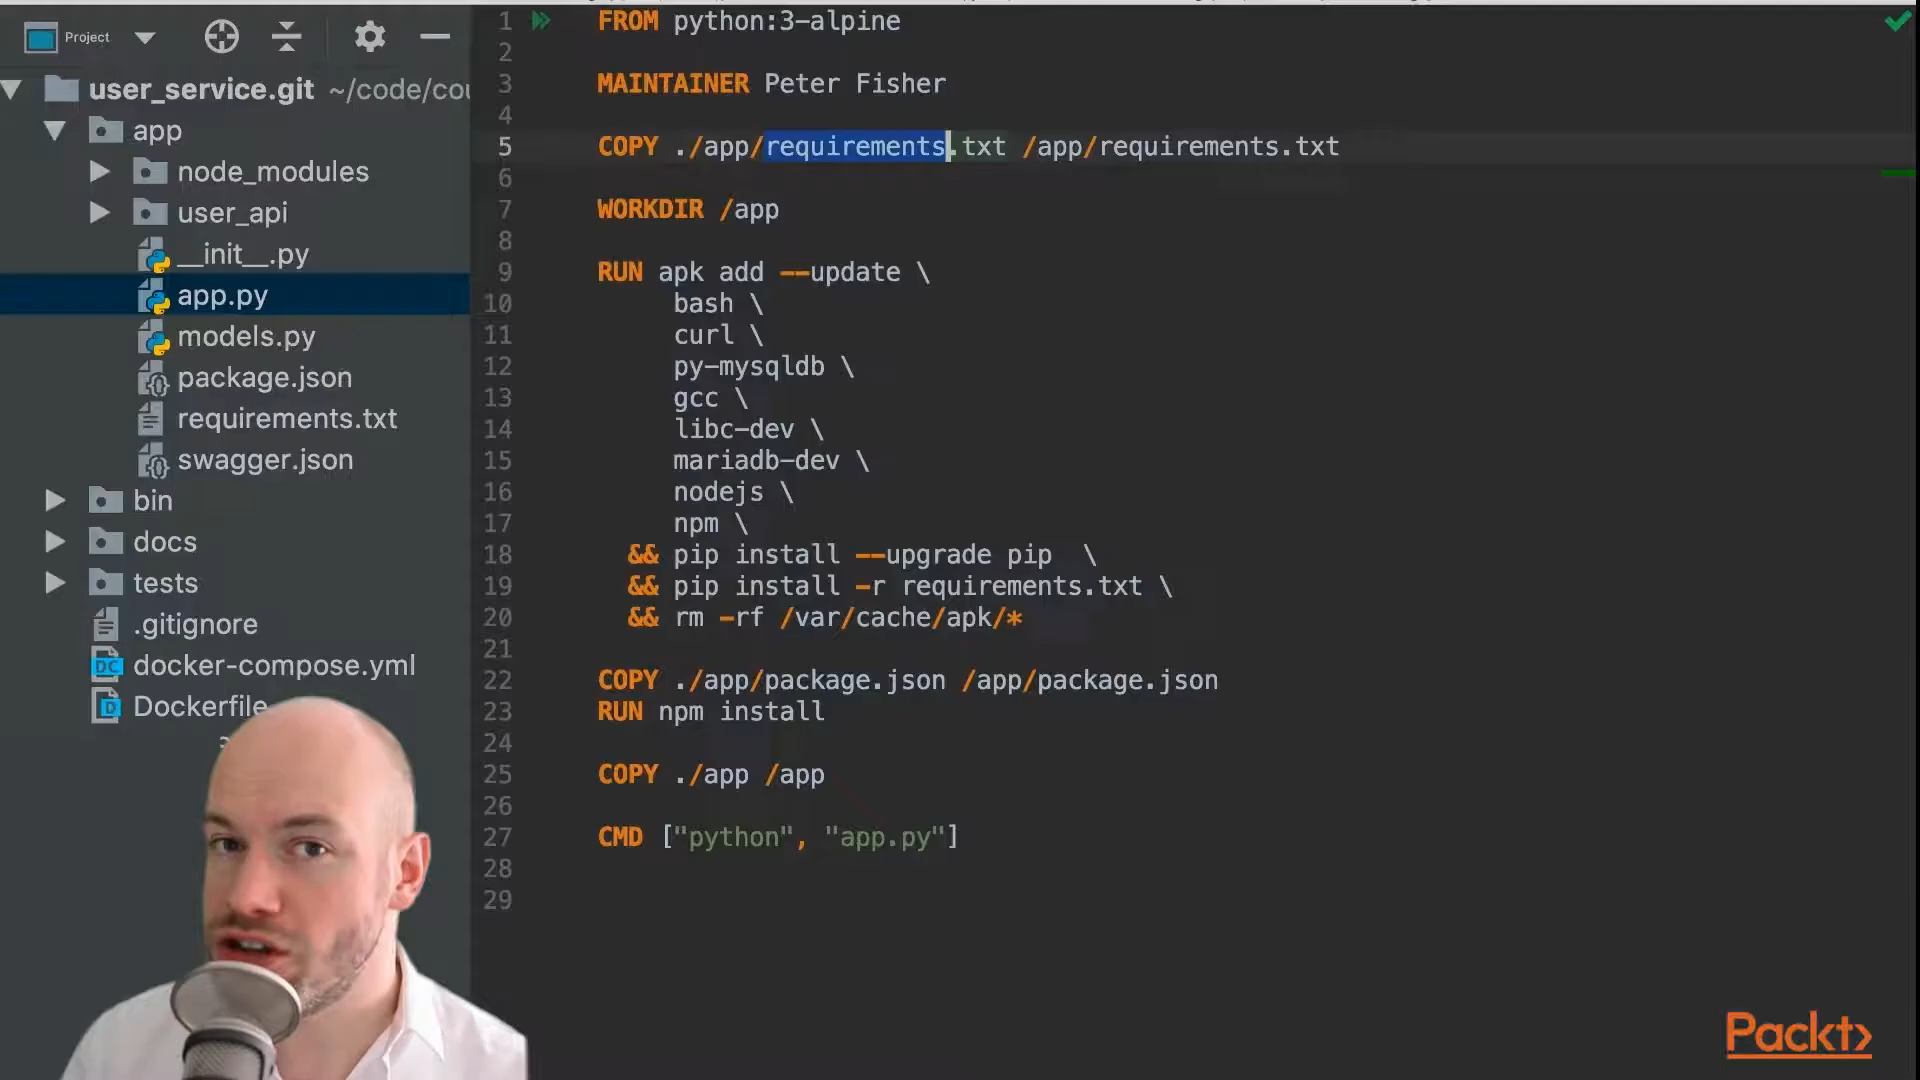 Project
user_service.git ~/code/cou
app
node_modules
user_api
__init__.py
app.py
models.py
package.json
requirements.txt
swagger.json
bin
docs
tests
.gitignore
docker-compose.yml
Dockerfile
1 FROM python:3-alpine
2
3 MAINTAINER Peter Fisher
4
5 COPY ./app/requirements.txt /app/requirements.txt
6
7 WORKDIR /app
8
9 RUN apk add --update \
10 bash \
11 curl \
12 py-mysqldb \
13 gcc \
14 libc-dev \
15 mariadb-dev \
16 nodejs \
17 npm \
18 && pip install --upgrade pip \
19 && pip install -r requirements.txt \
20 && rm -rf /var/cache/apk/*
21
22 COPY ./app/package.json /app/package.json
23 RUN npm install
24
25 COPY ./app /app
26
27 CMD ["python", "app.py"]
28
29
Packt>